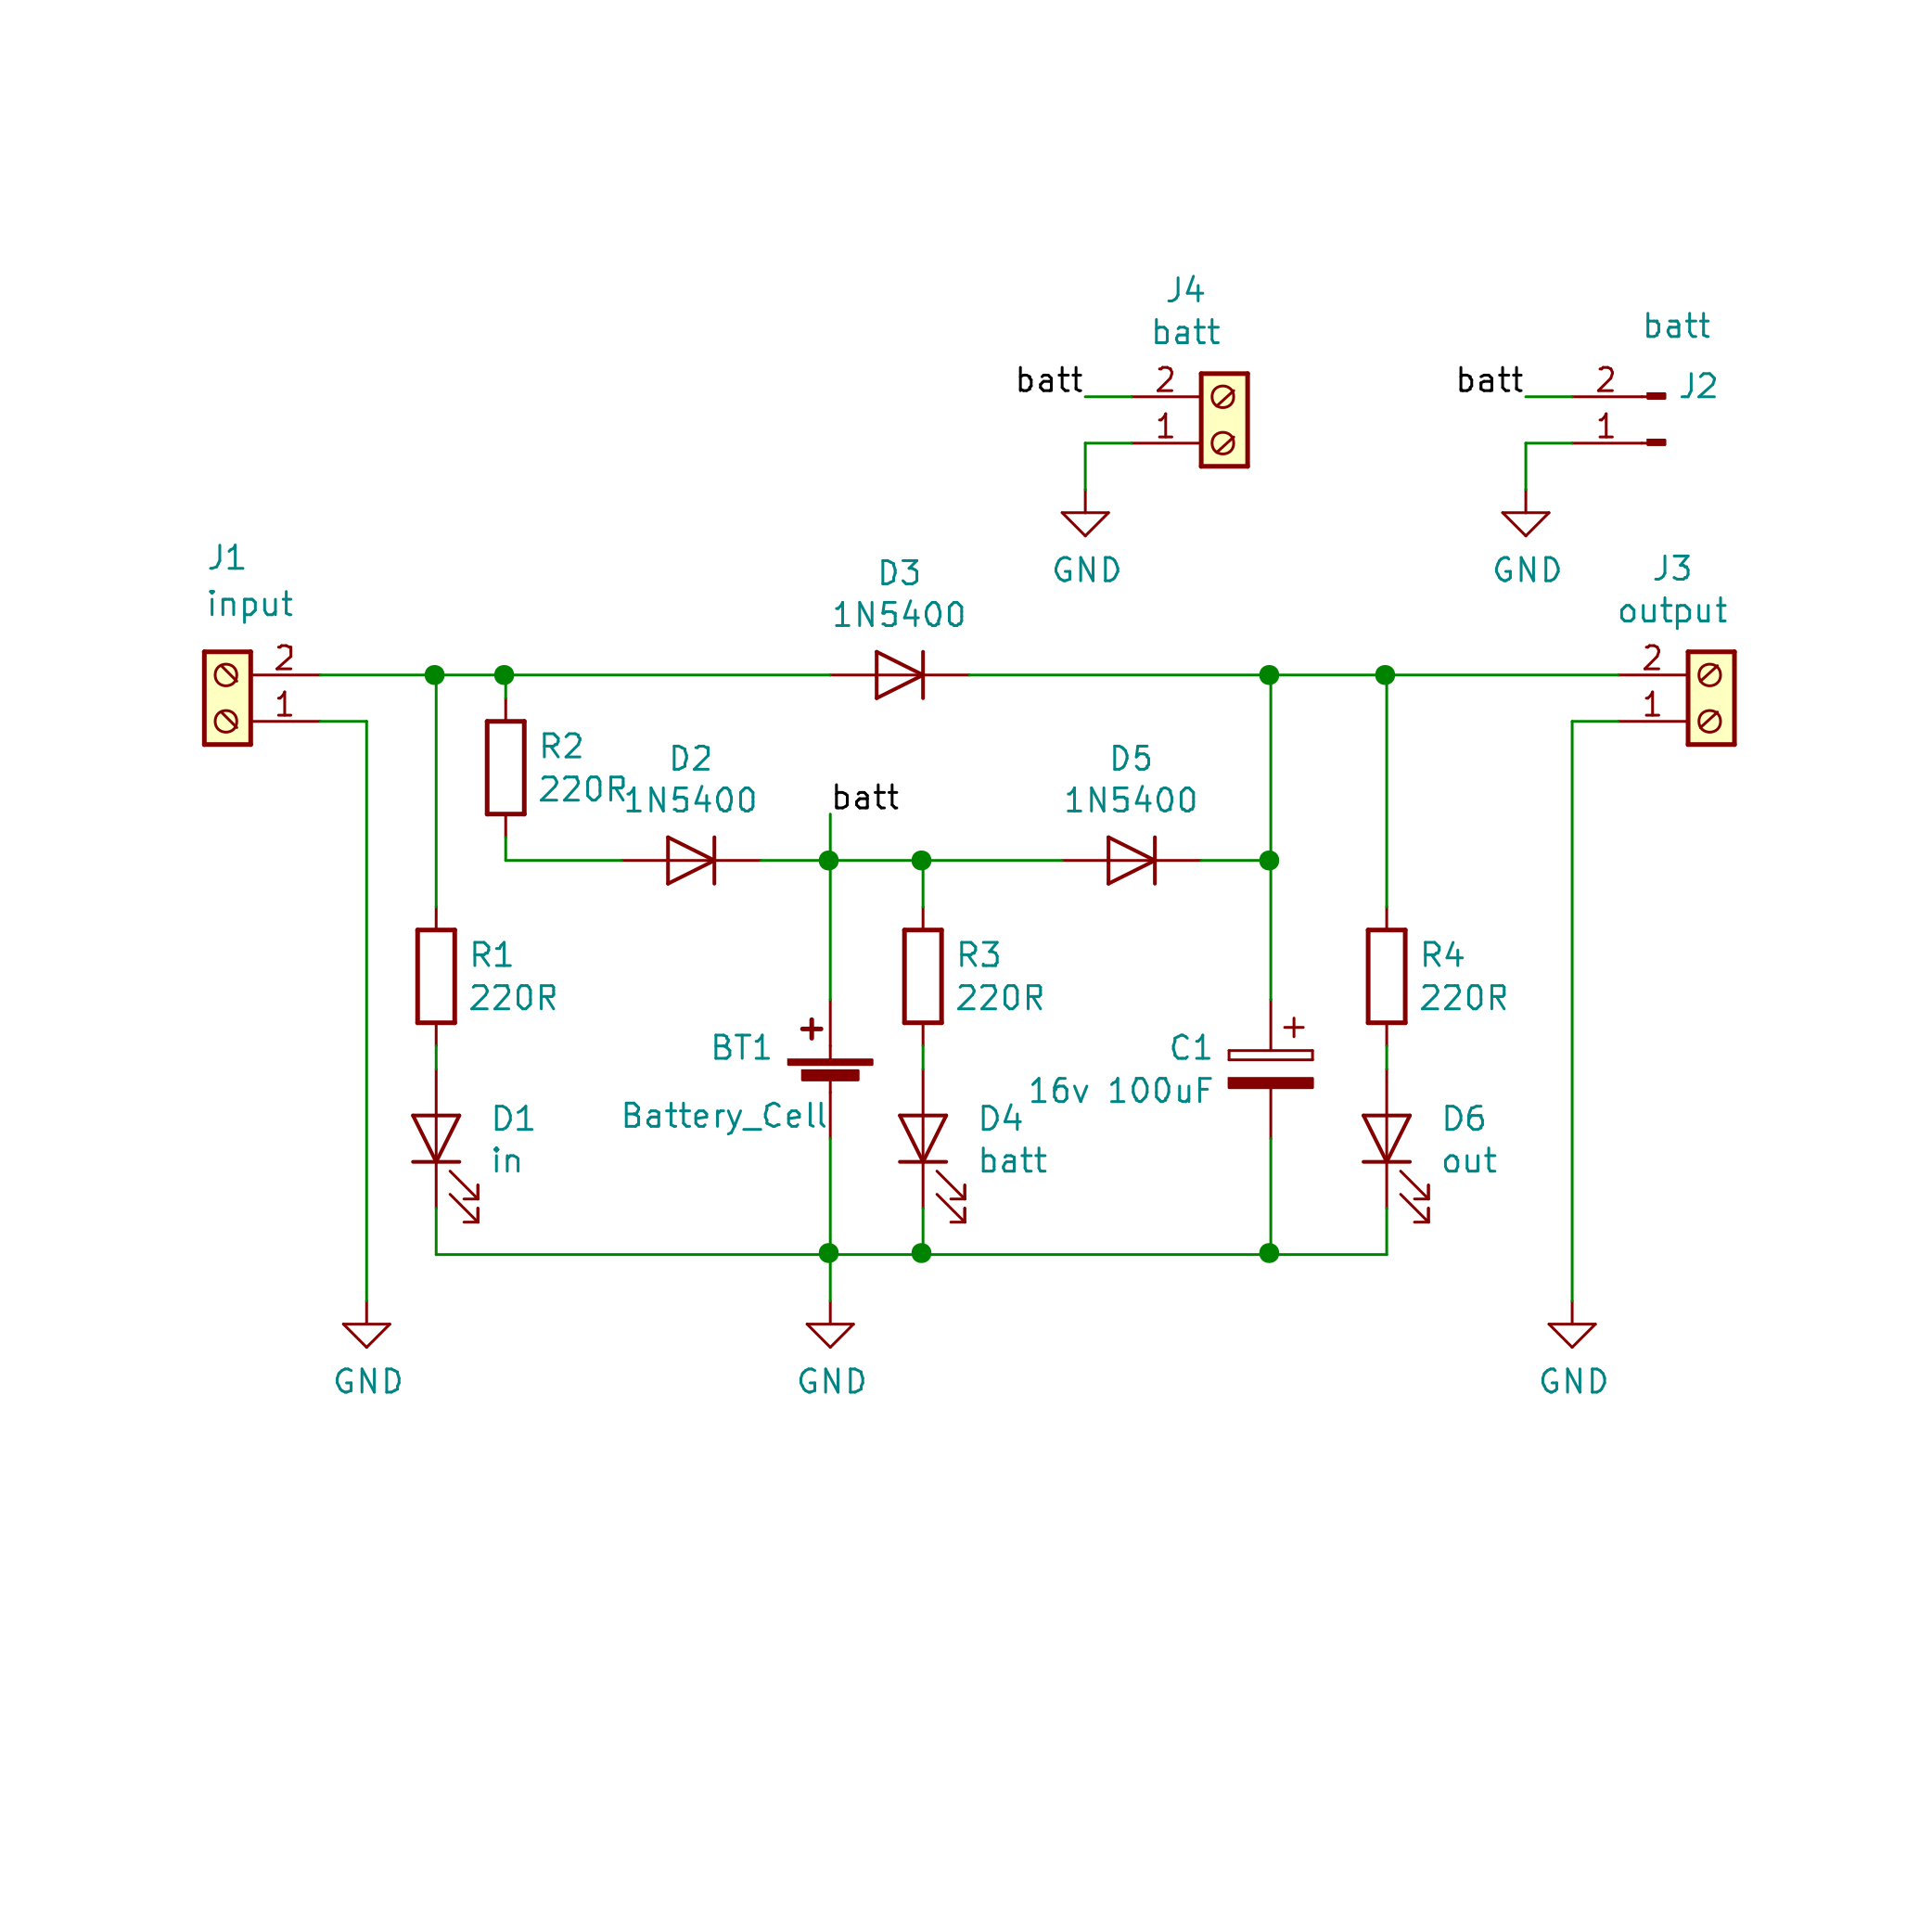 J4
batt
batt
2
1
GND
batt
batt
2
J2
1
GND
J1
input
2
1
D3
1N5400
J3
output
2
1
R2
220R
D2
1N5400
batt
D5
1N5400
R1
220R
R3
220R
R4
220R
BT1
+
Battery_Cell
C1
+
16v 100uF
D1
in
D4
batt
D6
out
GND
GND
GND